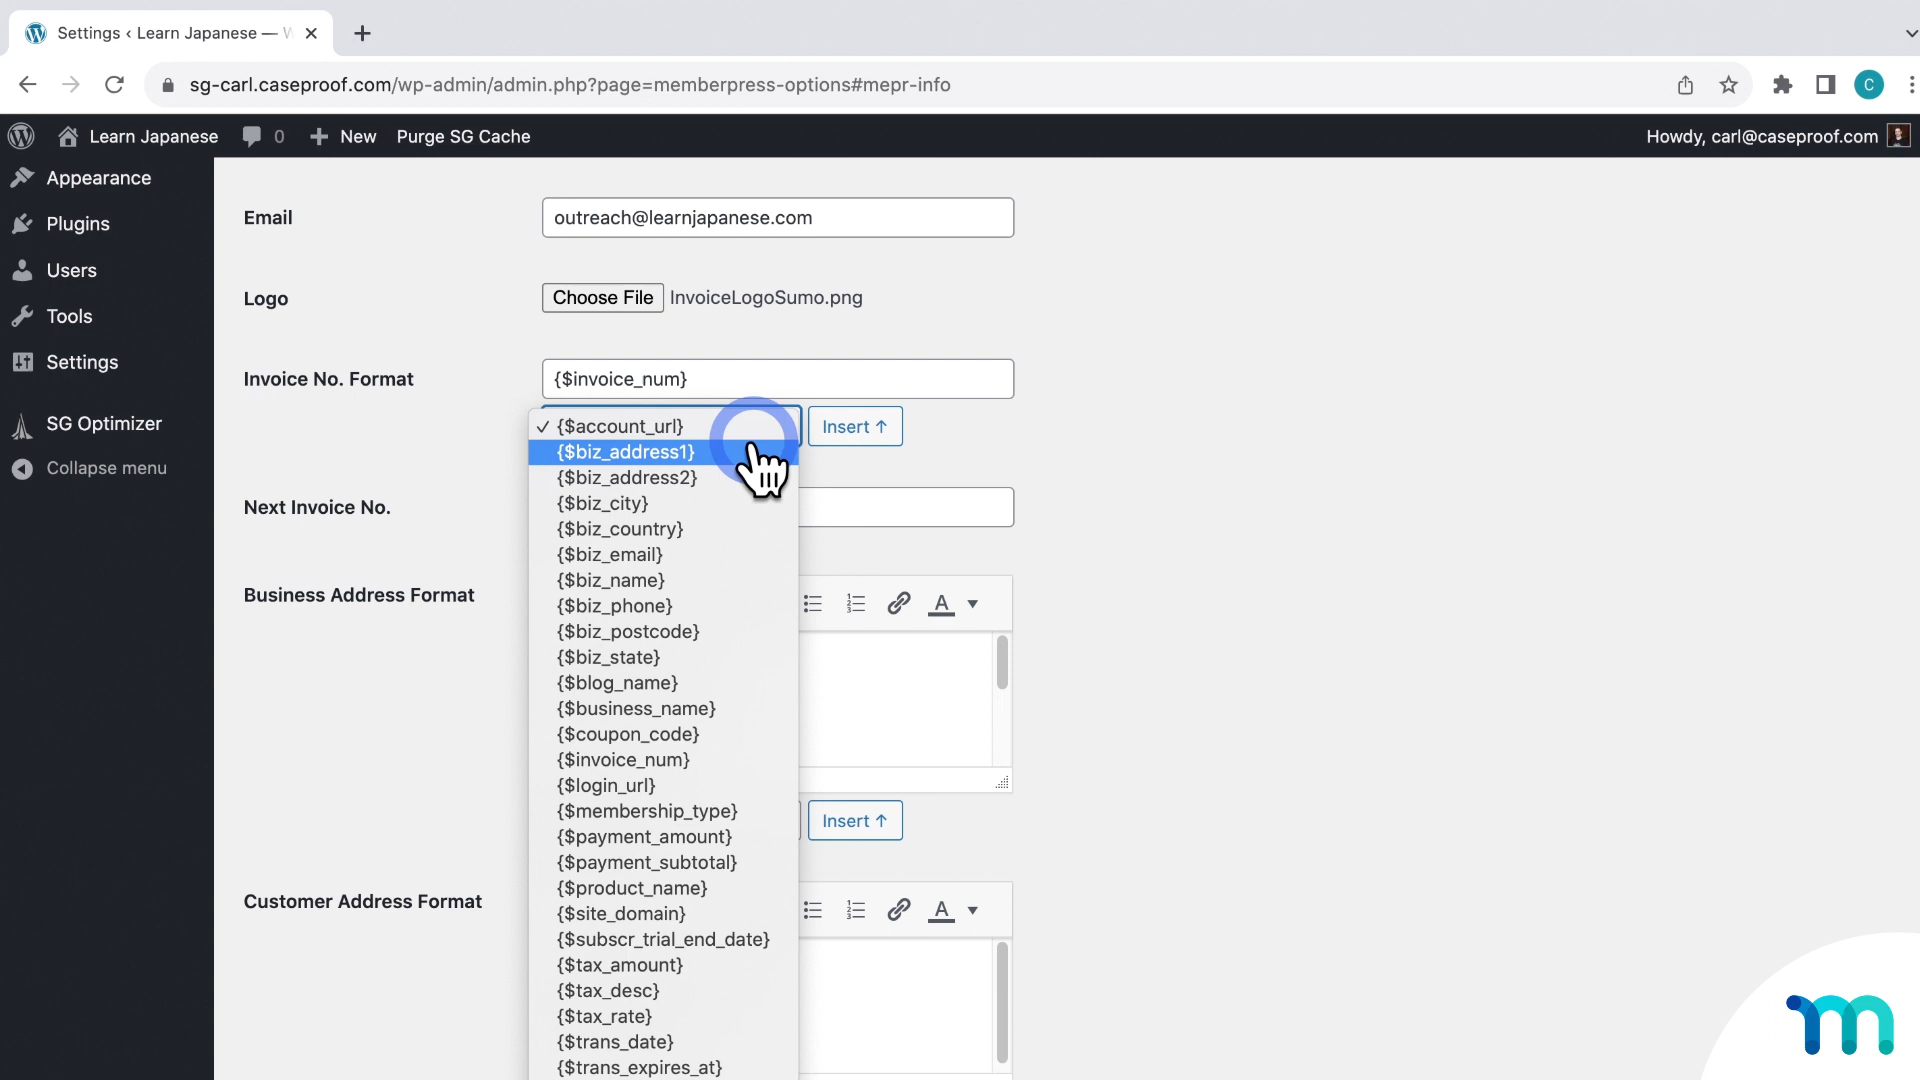 Settings ‹ Learn Japanese — W
sg-carl.caseproof.com/wp-admin/admin.php?page=memberpress-options#mepr-info
C
Learn Japanese
0
New
Purge SG Cache
Howdy, carl@caseproof.com
Appearance
Plugins
Users
Tools
Settings
SG Optimizer
Collapse menu
Email
outreach@learnjapanese.com
Logo
Choose File InvoiceLogoSumo.png
Invoice No. Format
{$invoice_num}
✓ {$account_url}
Insert ↑
{$biz_address1}
{$biz_address2}
{$biz_city}
{$biz_country}
{$biz_email}
{$biz_name}
{$biz_phone}
{$biz_postcode}
{$biz_state}
{$blog_name}
{$business_name}
{$coupon_code}
{$invoice_num}
{$login_url}
{$membership_type}
{$payment_amount}
{$payment_subtotal}
{$product_name}
{$site_domain}
{$subscr_trial_end_date}
{$tax_amount}
{$tax_desc}
{$tax_rate}
{$trans_date}
{$trans_expires_at}
Next Invoice No.
Business Address Format
A
Insert ↑
Customer Address Format
A
m